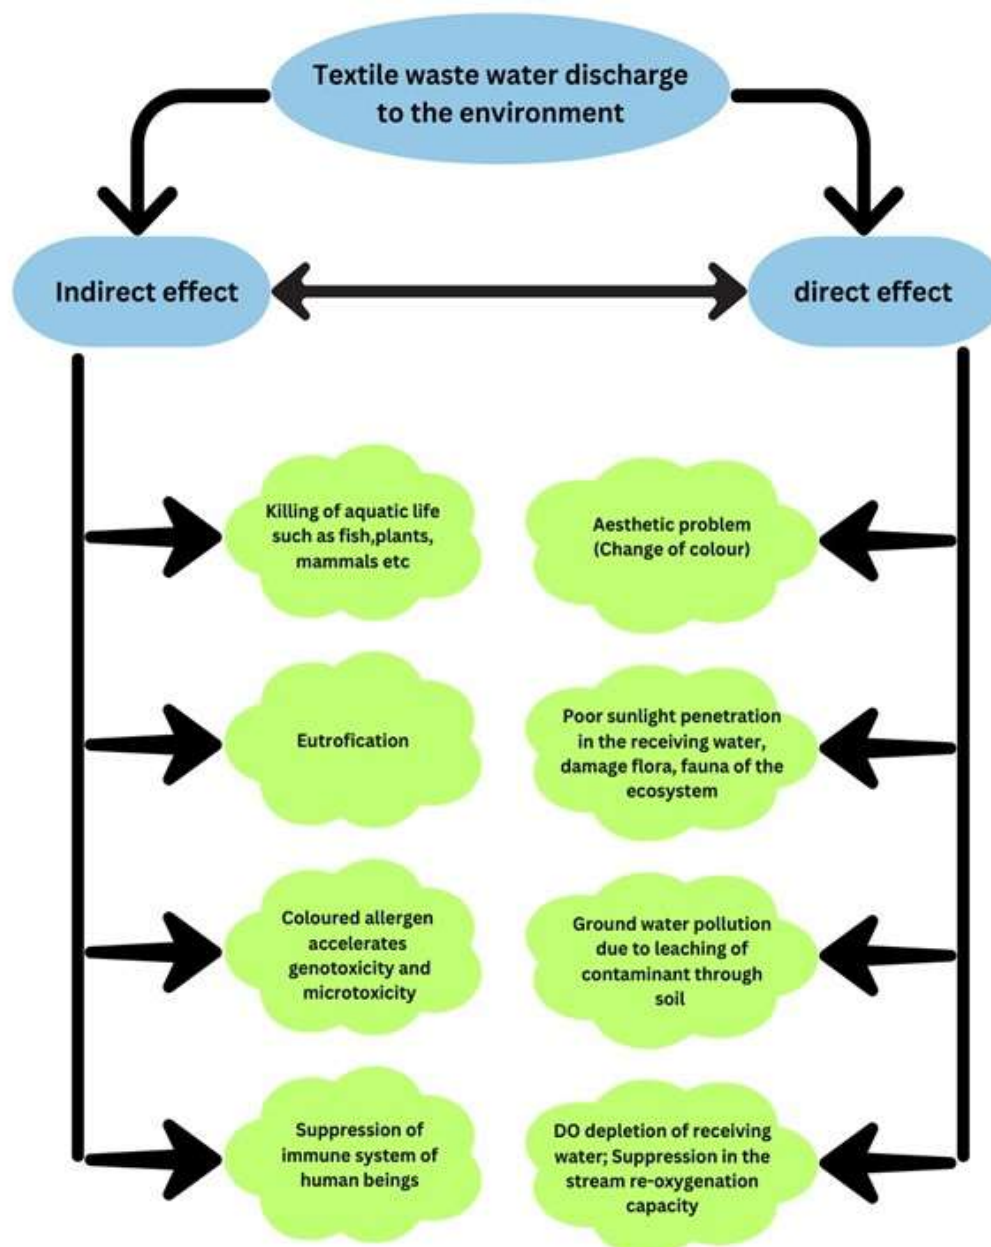 Textile waste water discharge
to the environment
Indirect effect
direct effect
Killing of aquatic life
such as fish,plants,
mammals etc
Aesthetic problem
(Change of colour)
Eutrofication
Poor sunlight penetration
in the receiving water,
damage flora, fauna of the
ecosystem
Coloured allergen
accelerates
genotoxicity and
microtoxicity
Ground water pollution
due to leaching of
contaminant through
soil
Suppression of
immune system of
human beings
DO depletion of receiving
water; Suppression in the
stream re-oxygenation
capacity